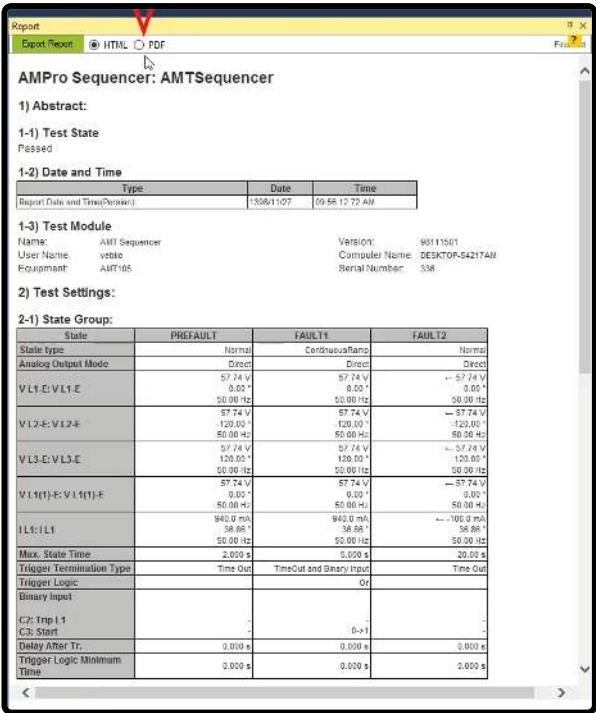 Report
Export Report HTML PDF
AMPro Sequencer: AMTSequencer
1) Abstract:
1-1) Test State
Passed
1-2) Date and Time
Type Date Time
Report Date and Time(Persian): 1398/11/27 09:56:12.72 AM
1-3) Test Module
Name: AMT Sequencer Version: 98111501
User Name: vebko Computer Name: DESKTOP-54217AM
Equipment: AMT105 Serial Number: 338
2) Test Settings:
2-1) State Group:
State PREFAULT FAULT1 FAULT2
State type Normal ContinuousRamp Normal
Analog Output Mode Direct Direct Direct
57.74 V 57.74 V ← 57.74 V
V L1-E: V L1-E 0.00 ° 0.00 ° 0.00 °
50.00 Hz 50.00 Hz 50.00 Hz
57.74 V 57.74 V ← 57.74 V
V L2-E: V L2-E -120.00 ° -120.00 ° -120.00 °
50.00 Hz 50.00 Hz 50.00 Hz
57.74 V 57.74 V ← 57.74 V
V L3-E: V L3-E 120.00 ° 120.00 ° 120.00 °
50.00 Hz 50.00 Hz 50.00 Hz
57.74 V 57.74 V ← 57.74 V
V L1(1)-E: V L1(1)-E 0.00 ° 0.00 ° 0.00 °
50.00 Hz 50.00 Hz 50.00 Hz
940.0 mA 940.0 mA ← -100.0 mA
I L1: I L1 36.86 ° 36.86 ° 36.86 °
50.00 Hz 50.00 Hz 50.00 Hz
Max. State Time 2.000 s 5.000 s 20.00 s
Trigger Termination Type Time Out TimeOut and Binary Input Time Out
Trigger Logic Or
Binary Input
C2: Trip L1 - - -
C3: Start - 0->1 -
Delay After Tr. 0.000 s 0.000 s 0.000 s
Trigger Logic Minimum
Time 0.000 s 0.000 s 0.000 s